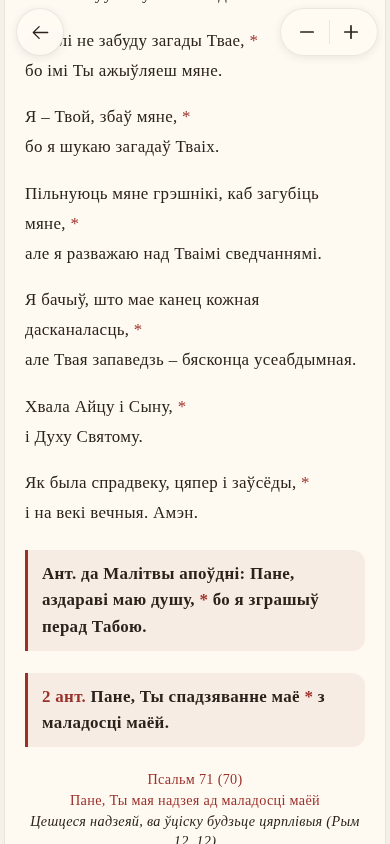 не забуду загады Твае, *
бо імі Ты ажыўляеш мяне.
Я – Твой, збаў мяне, *
бо я шукаю загадаў Тваіх.
Пільнуюць мяне грэшнікі, каб загубіць
мяне, *
але я разважаю над Тваімі сведчаннямі.
Я бачыў, што мае канец кожная
дасканаласць, *
але Твая запаведзь – бясконца усеабдымная.
Хвала Айцу і Сыну, *
і Духу Святому.
Як была спрадвеку, цяпер і заўсёды, *
і на векі вечныя. Амэн.
Ант. да Малітвы апоўдні: Пане,
аздараві маю душу, * бо я зграшыў
перад Табою.
2 ант. Пане, Ты спадзяванне маё * з
маладосці маёй.
Псальм 71 (70)
Пане, Ты мая надзея ад маладосці маёй
Цешцеся надзеяй, ва ўціску будзьце цярплівыя (Рым
12, 12)